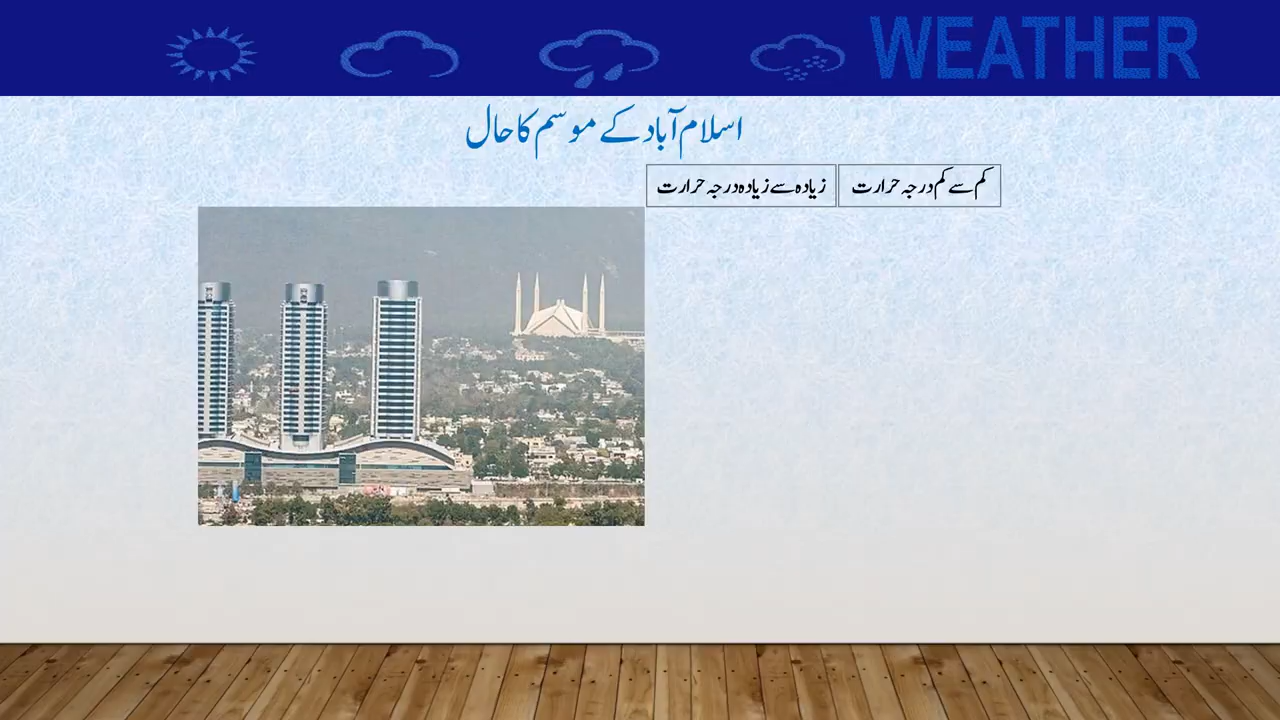 WEATHER
اسلام آباد کے موسم کا حال
کم سے کم درجہ حرارت
زیادہ سے زیادہ درجہ حرارت